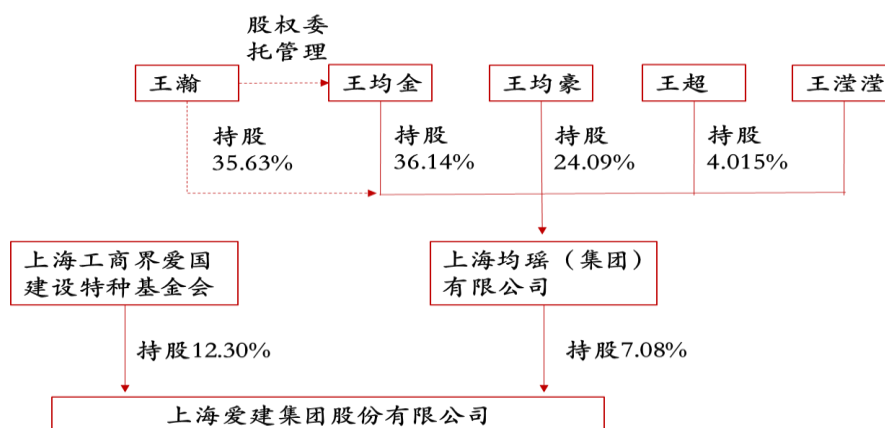 股权委
托管理
王瀚
王均金
王均豪
王超
王滢滢
持股
35.63%
持股
36.14%
持股
24.09%
持股
4.015%
上海工商界爱国
建设特种基金会
上海均瑶（集团）
有限公司
持股12.30%
持股7.08%
上海爱建集团股份有限公司